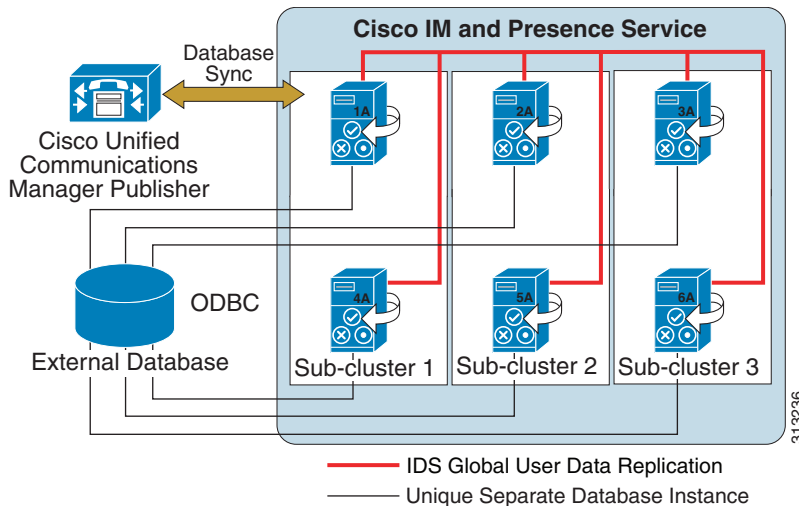 Cisco IM and Presence Service
Database
Sync
Cisco Unified
Communications
Manager Publisher
1A
2A
3A
ODBC
External Database
4A
5A
6A
Sub-cluster 1
Sub-cluster 2
Sub-cluster 3
313236
IDS Global User Data Replication
Unique Separate Database Instance